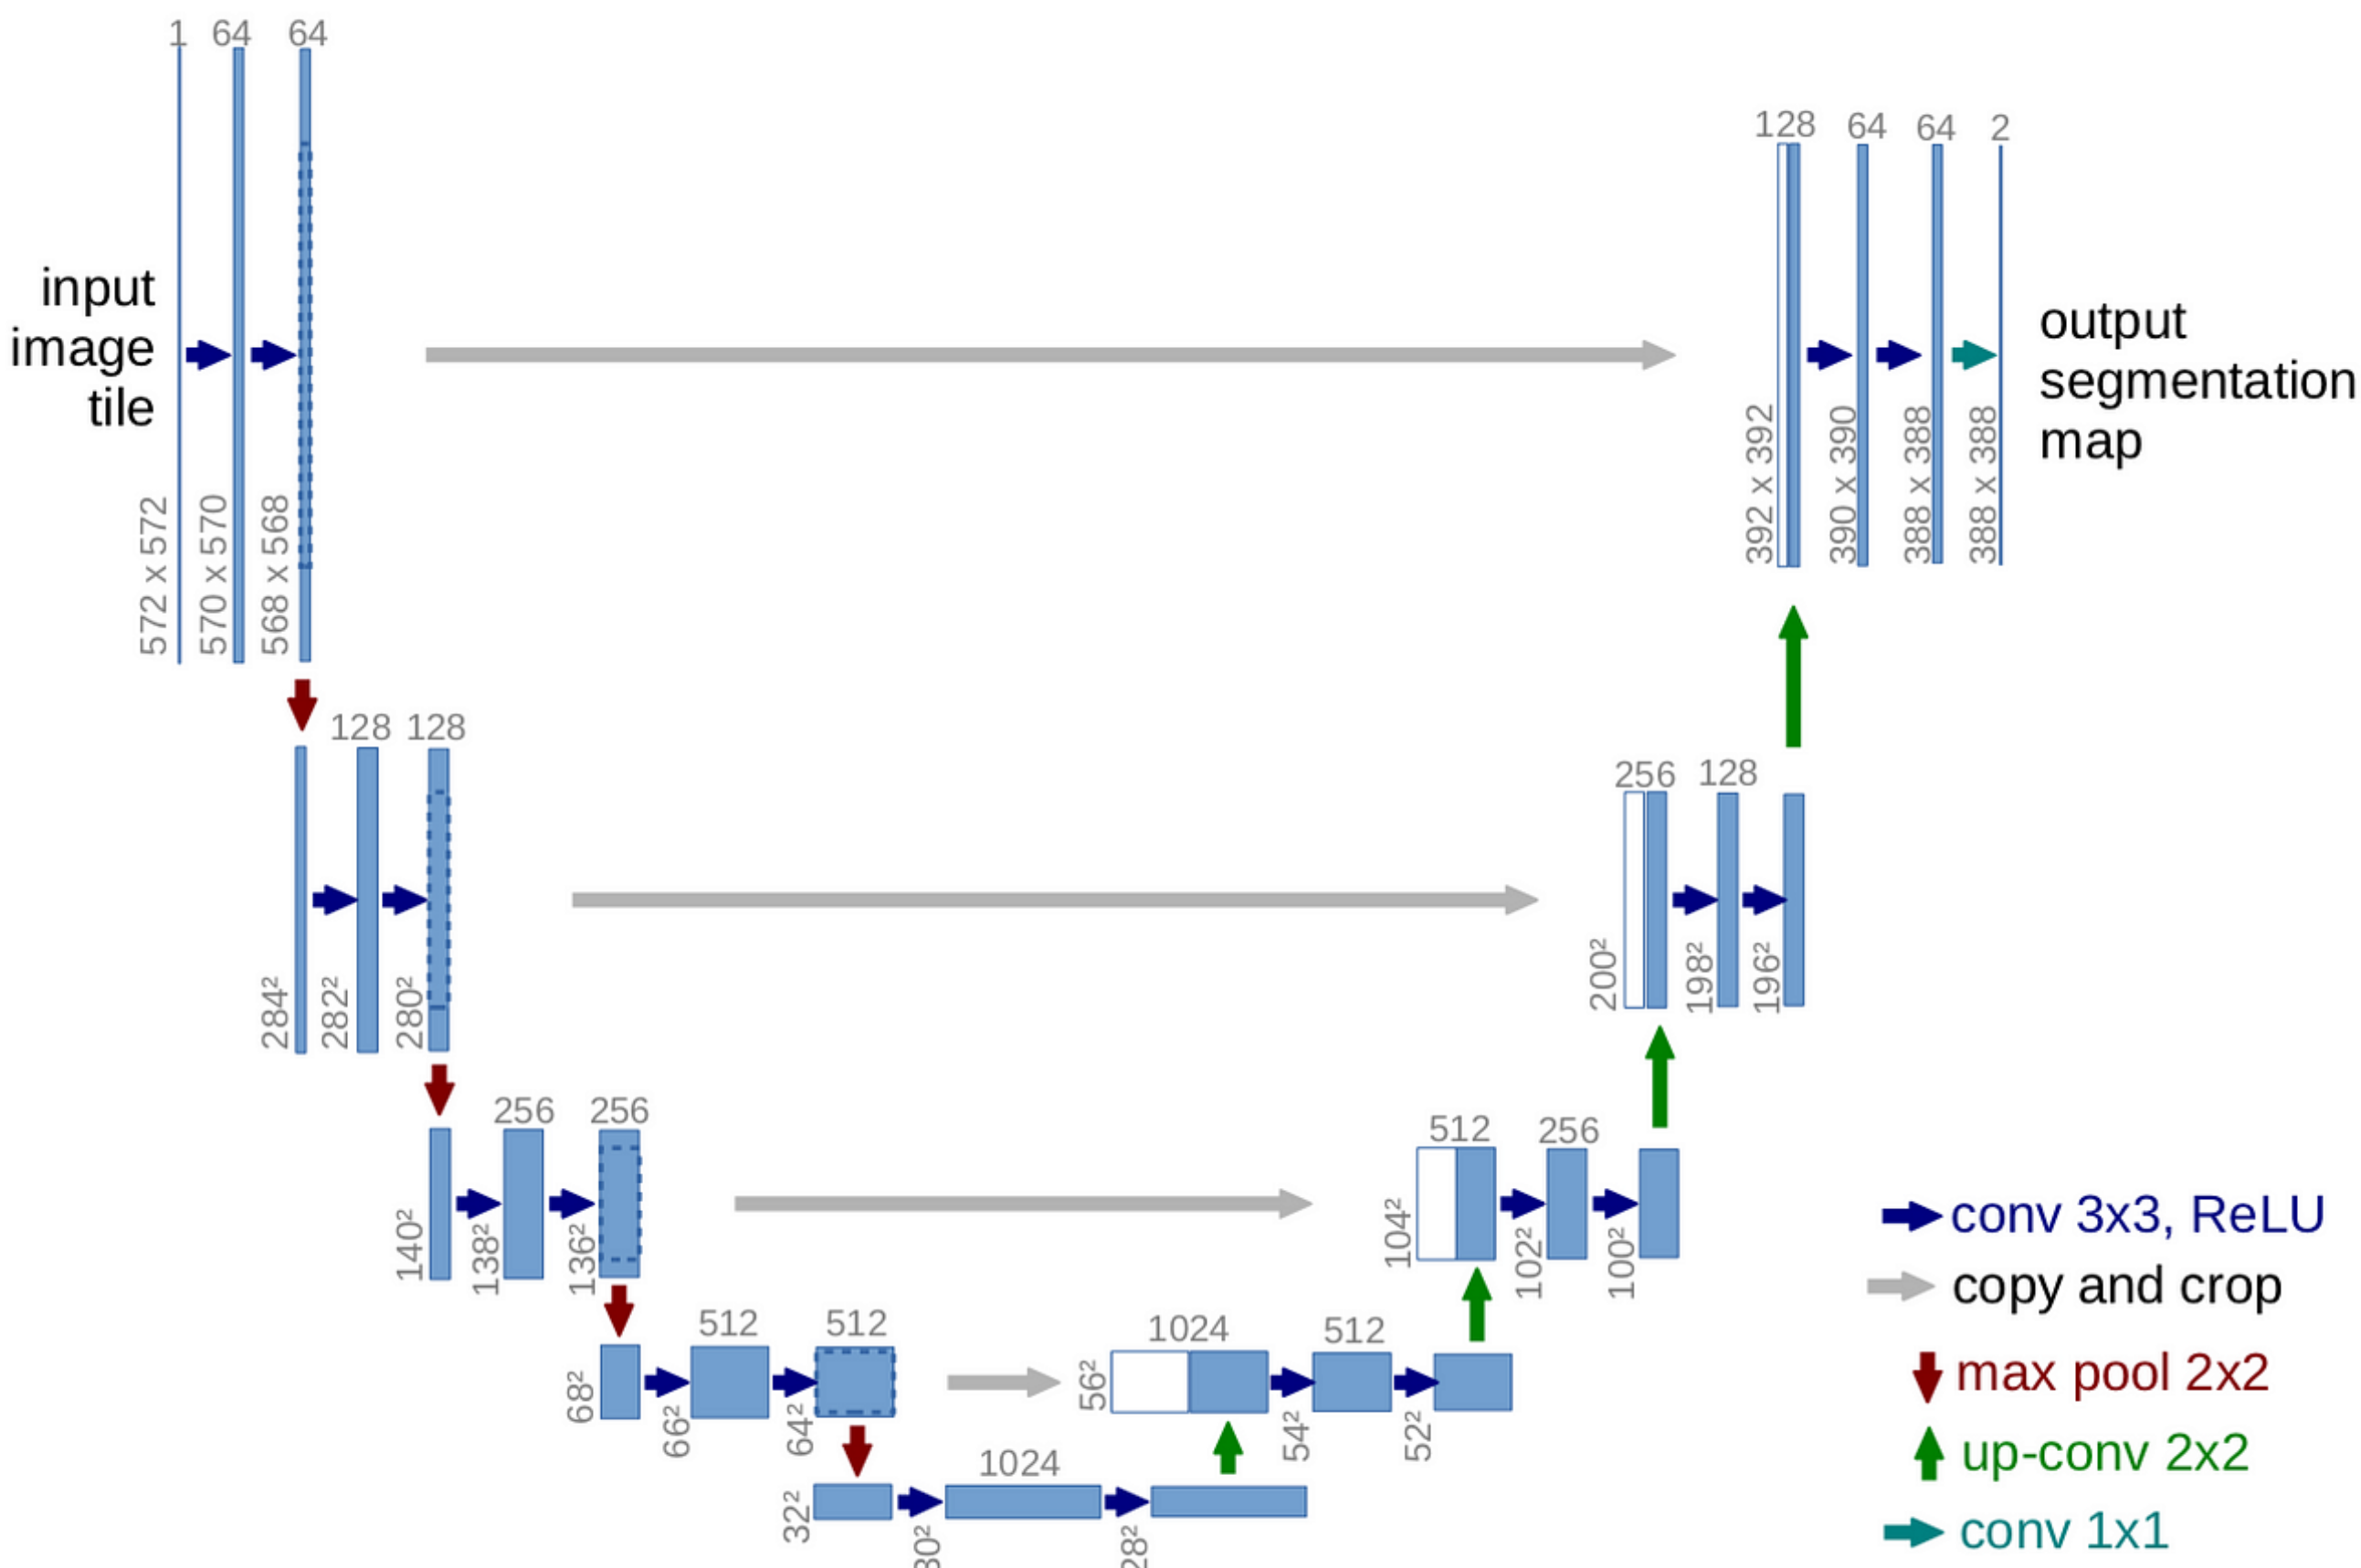 1 64 64
128 64 64 2
input
image
tile
output
segmentation
map
572 x 572
570 x 570
568 x 568
392 x 392
390 x 390
388 x 388
388 x 388
128 128
256 128
284²
282²
280²
200²
198²
196²
256 256
512 256
140²
138²
136²
104²
102²
100²
conv 3x3, ReLU
copy and crop
max pool 2x2
up-conv 2x2
conv 1x1
512 512
1024 512
68²
66²
64²
56²
54²
52²
1024
32²
30²
28²